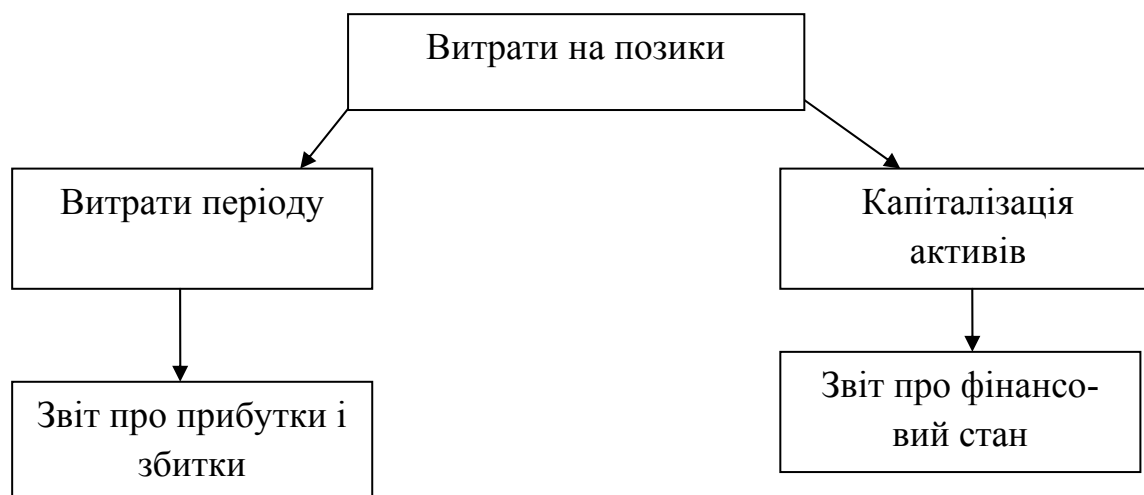 Витрати на позики
Витрати періоду
Капіталізація
активів
Звіт про прибутки і
збитки
Звіт про фінансо-
вий стан